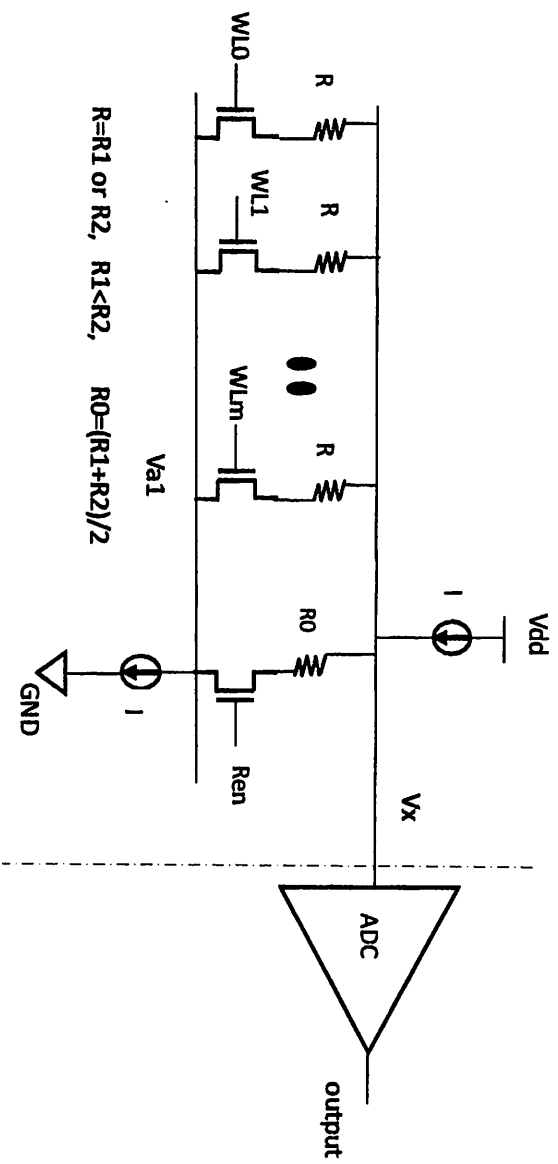 Vdd
I
Vx
ADC
output
R
R
R
R0
WL0
WL1
WLm
Ren
Va1
I
GND
R=R1 or R2, R1<R2, R0=(R1+R2)/2